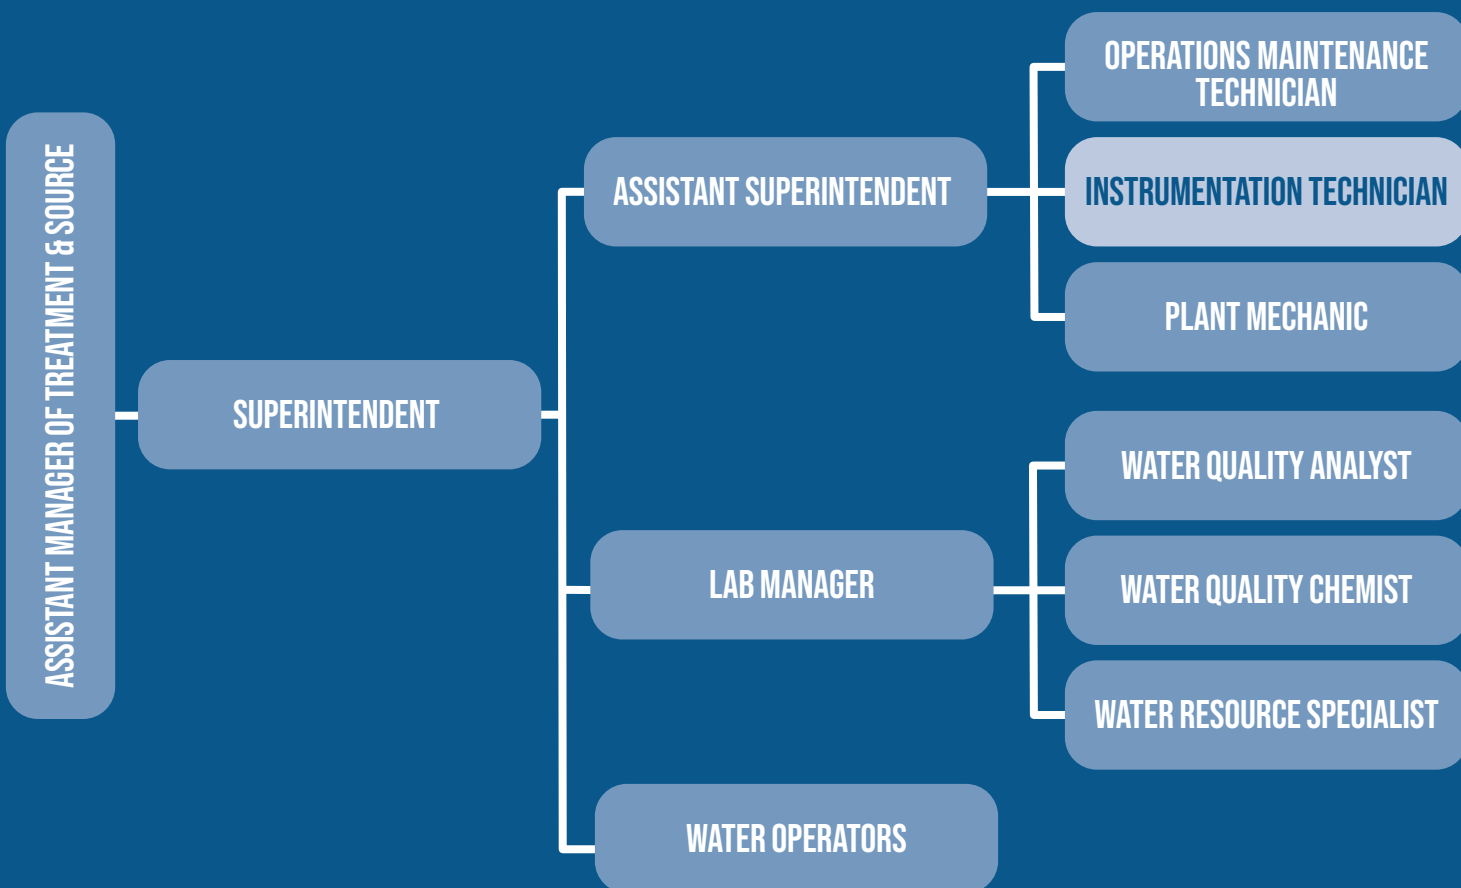 ASSISTANT MANAGER OF TREATMENT & SOURCE
SUPERINTENDENT
ASSISTANT SUPERINTENDENT
OPERATIONS MAINTENANCE
TECHNICIAN
INSTRUMENTATION TECHNICIAN
PLANT MECHANIC
LAB MANAGER
WATER QUALITY ANALYST
WATER QUALITY CHEMIST
WATER RESOURCE SPECIALIST
WATER OPERATORS